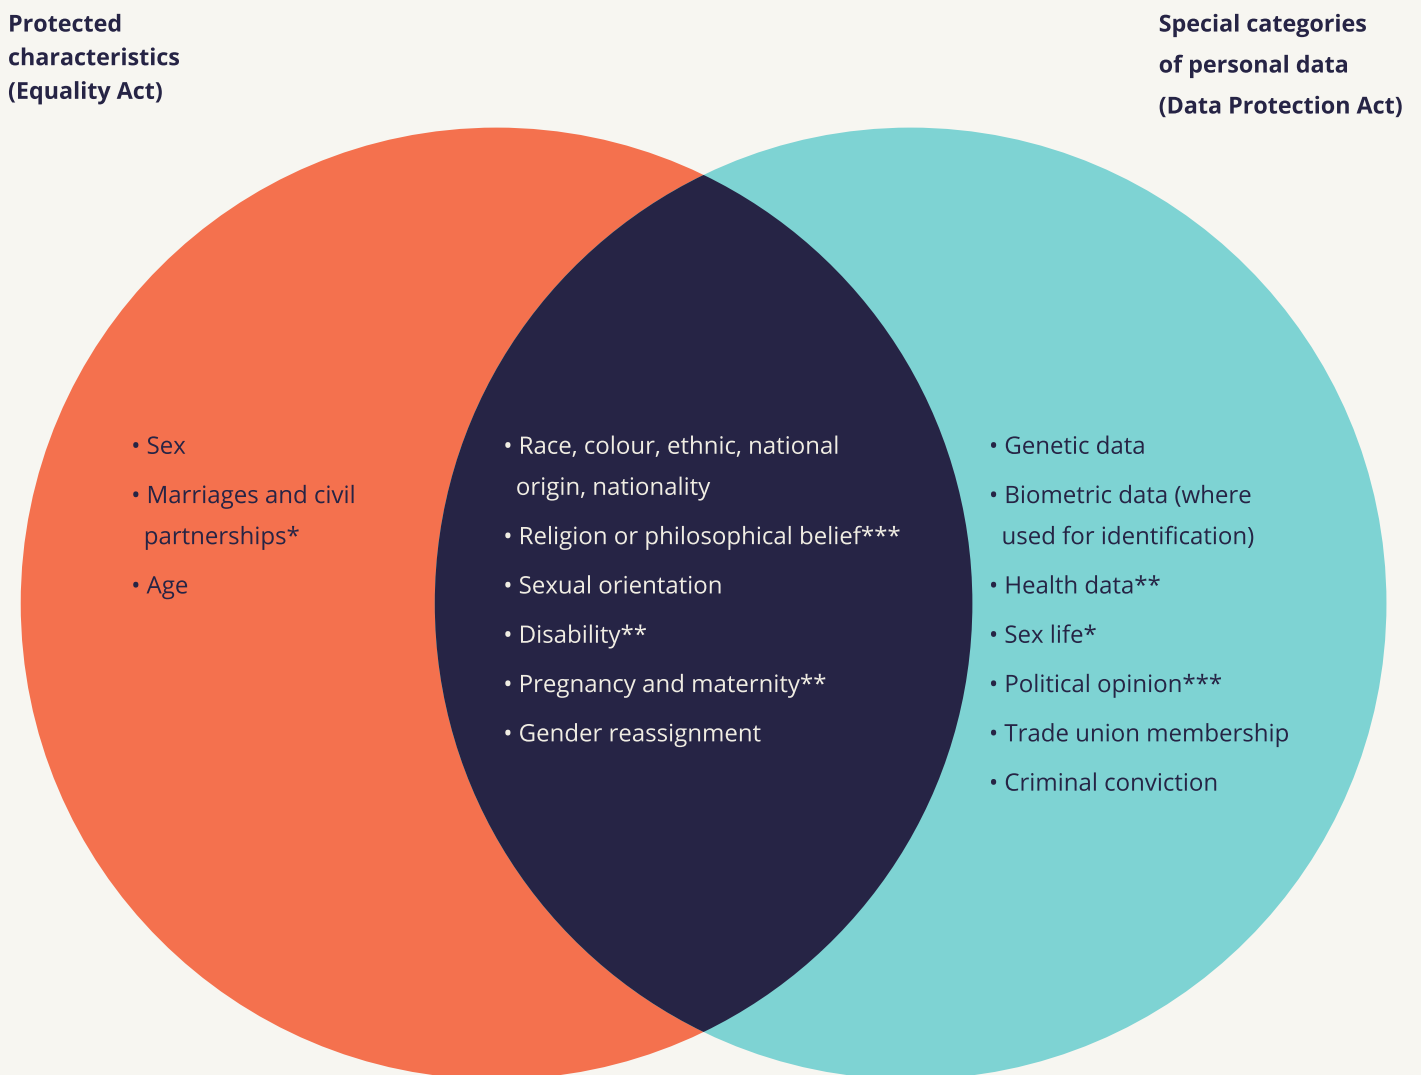 Protected
characteristics
(Equality Act)
Special categories
of personal data
(Data Protection Act)
• Sex
• Marriages and civil
partnerships*
• Age
• Race, colour, ethnic, national
origin, nationality
• Religion or philosophical belief***
• Sexual orientation
• Disability**
• Pregnancy and maternity**
• Gender reassignment
• Genetic data
• Biometric data (where
used for identification)
• Health data**
• Sex life*
• Political opinion***
• Trade union membership
• Criminal conviction